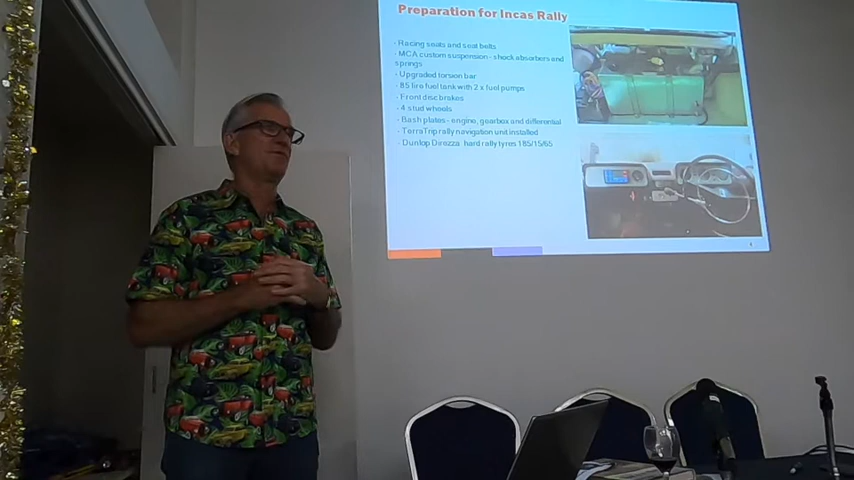 Preparation for Incas Rally
• Racing seats and seat belts
• MCA custom suspension - shock absorbers and
springs
• Upgraded torsion bar
• 85 litre fuel tank with 2 x fuel pumps
• Front disc brakes
• 4 stud wheels
• Bash plates - engine, gearbox and differential
• TerraTrip rally navigation unit installed
• Dunlop Direzza hard rally tyres 185/15/65